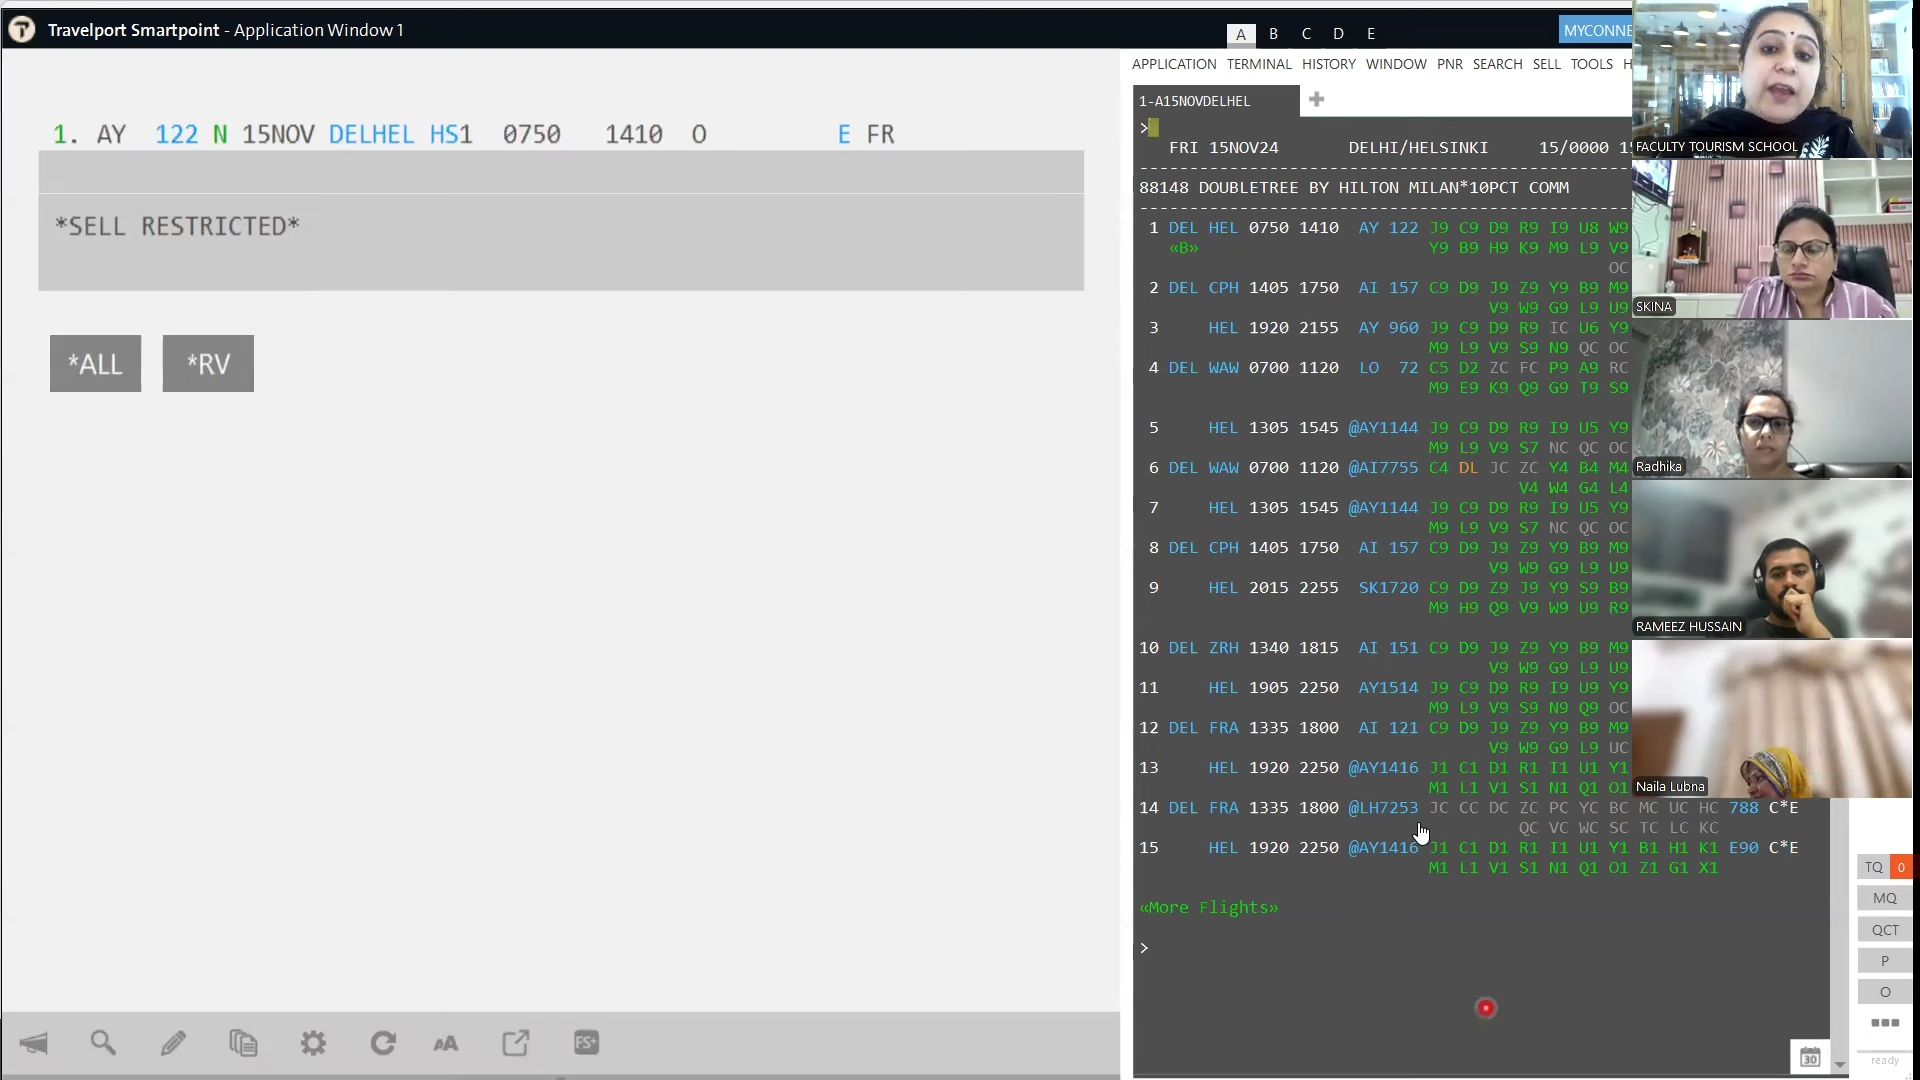 Travelport Smartpoint - Application Window 1
A B C D E
MYCONNE
APPLICATION TERMINAL HISTORY WINDOW PNR SEARCH SELL TOOLS H
1. AY 122 N 15NOV DELHEL HS1 0750 1410 O E FR
*SELL RESTRICTED*
*ALL *RV
FS+
1-A15NOVDELHEL
>
FRI 15NOV24 DELHI/HELSINKI 15/0000 15
88148 DOUBLETREE BY HILTON MILAN*10PCT COMM
1 DEL HEL 0750 1410 AY 122 J9 C9 D9 R9 I9 U8 W9
«B» Y9 B9 H9 K9 M9 L9 V9
OC
2 DEL CPH 1405 1750 AI 157 C9 D9 J9 Z9 Y9 B9 M9
V9 W9 G9 L9 U9
3 HEL 1920 2155 AY 960 J9 C9 D9 R9 IC U6 Y9
M9 L9 V9 S9 N9 QC OC
4 DEL WAW 0700 1120 LO 72 C5 D2 ZC FC P9 A9 RC
M9 E9 K9 Q9 G9 T9 S9
5 HEL 1305 1545 @AY1144 J9 C9 D9 R9 I9 U5 Y9
M9 L9 V9 S7 NC QC OC
6 DEL WAW 0700 1120 @AI7755 C4 DL JC ZC Y4 B4 M4
V4 W4 G4 L4
7 HEL 1305 1545 @AY1144 J9 C9 D9 R9 I9 U5 Y9
M9 L9 V9 S7 NC QC OC
8 DEL CPH 1405 1750 AI 157 C9 D9 J9 Z9 Y9 B9 M9
V9 W9 G9 L9 U9
9 HEL 2015 2255 SK1720 C9 D9 Z9 J9 Y9 S9 B9
M9 H9 Q9 V9 W9 U9 R9
10 DEL ZRH 1340 1815 AI 151 C9 D9 J9 Z9 Y9 B9 M9
V9 W9 G9 L9 U9
11 HEL 1905 2250 AY1514 J9 C9 D9 R9 I9 U9 Y9
M9 L9 V9 S9 N9 Q9 OC
12 DEL FRA 1335 1800 AI 121 C9 D9 J9 Z9 Y9 B9 M9
V9 W9 G9 L9 UC
13 HEL 1920 2250 @AY1416 J1 C1 D1 R1 I1 U1 Y1
M1 L1 V1 S1 N1 Q1 O1
14 DEL FRA 1335 1800 @LH7253 JC CC DC ZC PC YC BC MC UC HC 788 C*E
QC VC WC SC TC LC KC
15 HEL 1920 2250 @AY1416 J1 C1 D1 R1 I1 U1 Y1 B1 H1 K1 E90 C*E
M1 L1 V1 S1 N1 Q1 O1 Z1 G1 X1
«More Flights»
>
FACULTY TOURISM SCHOOL
SKINA
Radhika
RAMEEZ HUSSAIN
Naila Lubna
TQ 0
MQ
QCT
P
O
30
ready